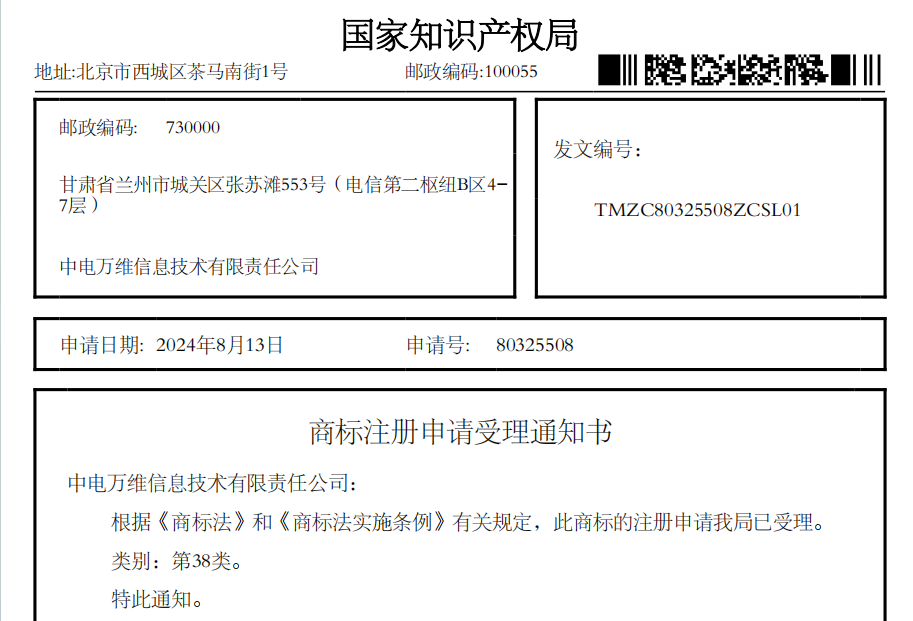 国家知识产权局
地址:北京市西城区茶马南街1号 邮政编码:100055
邮政编码: 730000
甘肃省兰州市城关区张苏滩553号（电信第二枢纽B区4-
7层）
中电万维信息技术有限责任公司
发文编号：
TMZC80325508ZCSL01
申请日期: 2024年8月13日 申请号: 80325508
商标注册申请受理通知书
中电万维信息技术有限责任公司：
根据《商标法》和《商标法实施条例》有关规定，此商标的注册申请我局已受理。
类别：第38类。
特此通知。